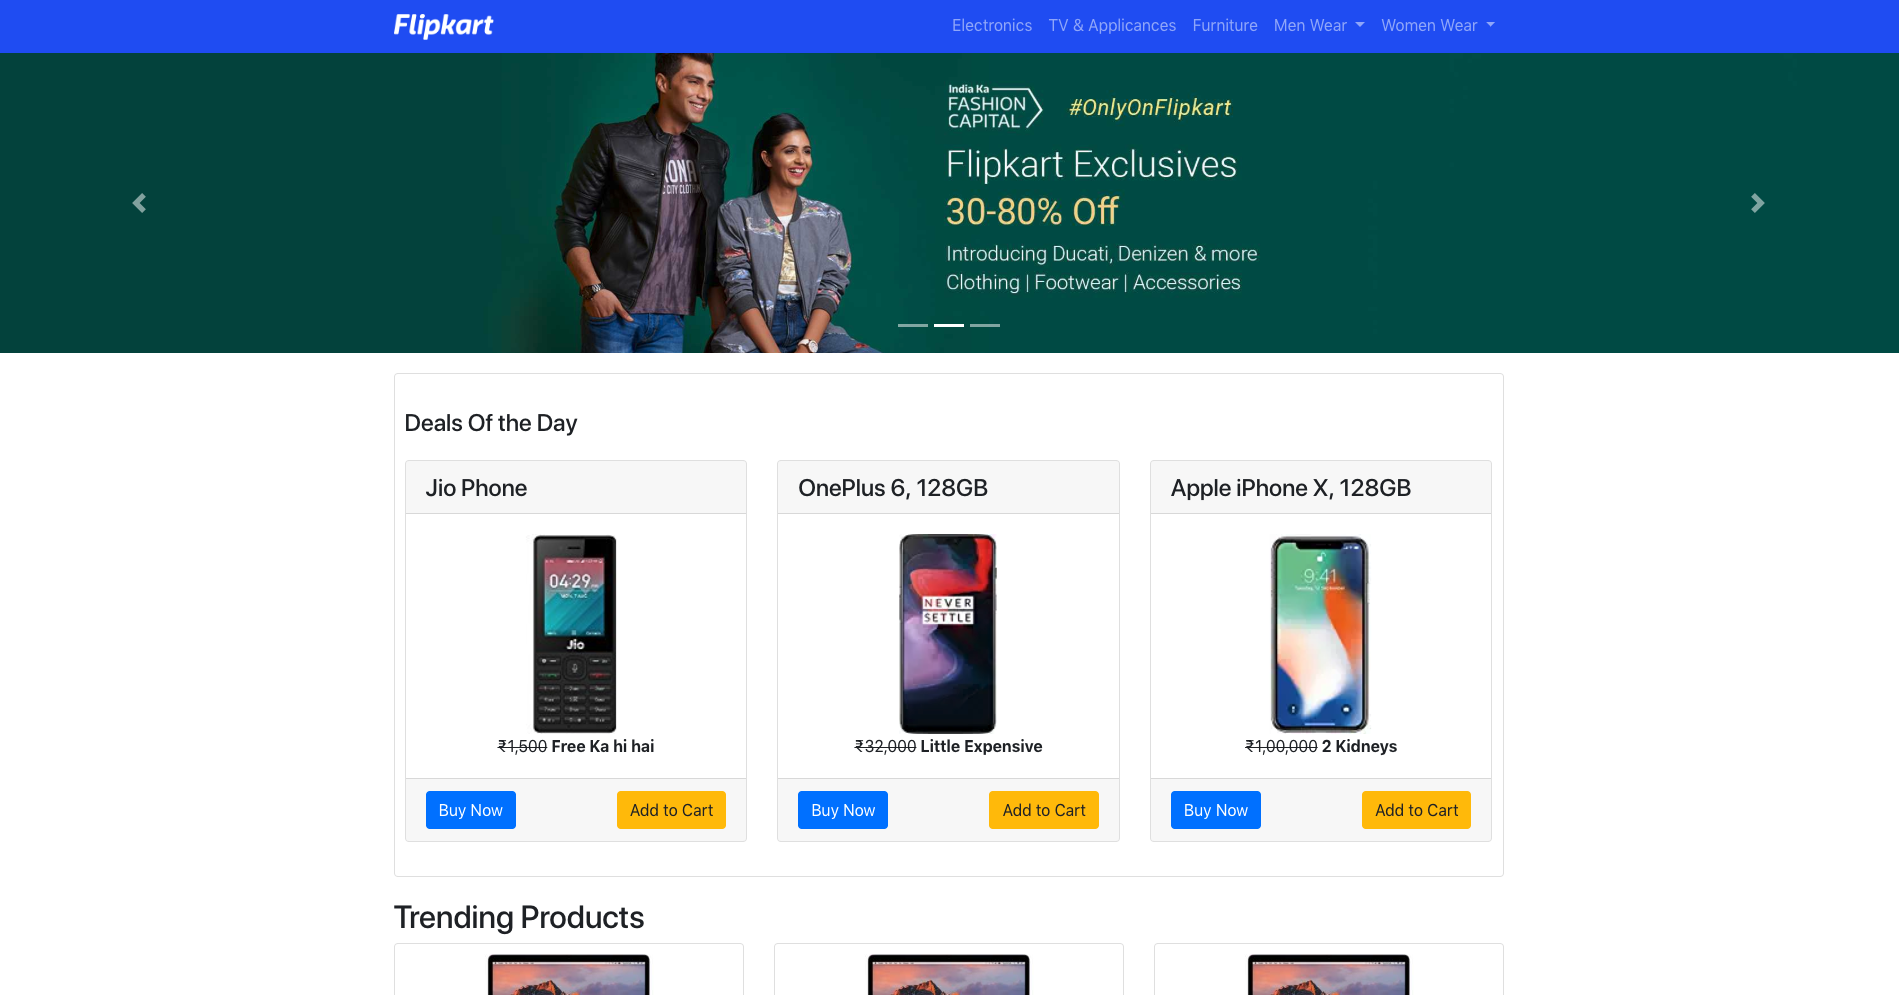 Flipkart
Electronics TV & Applicances Furniture Men Wear Women Wear
India Ka
FASHION
CAPITAL
#OnlyOnFlipkart
Flipkart Exclusives
30-80% Off
Introducing Ducati, Denizen & more
Clothing | Footwear | Accessories
Deals Of the Day
Jio Phone
04:29
Jio
₹1,500 Free Ka hi hai
Buy Now Add to Cart
OnePlus 6, 128GB
NEVER
SETTLE
₹32,000 Little Expensive
Buy Now Add to Cart
Apple iPhone X, 128GB
9:41
₹1,00,000 2 Kidneys
Buy Now Add to Cart
Trending Products